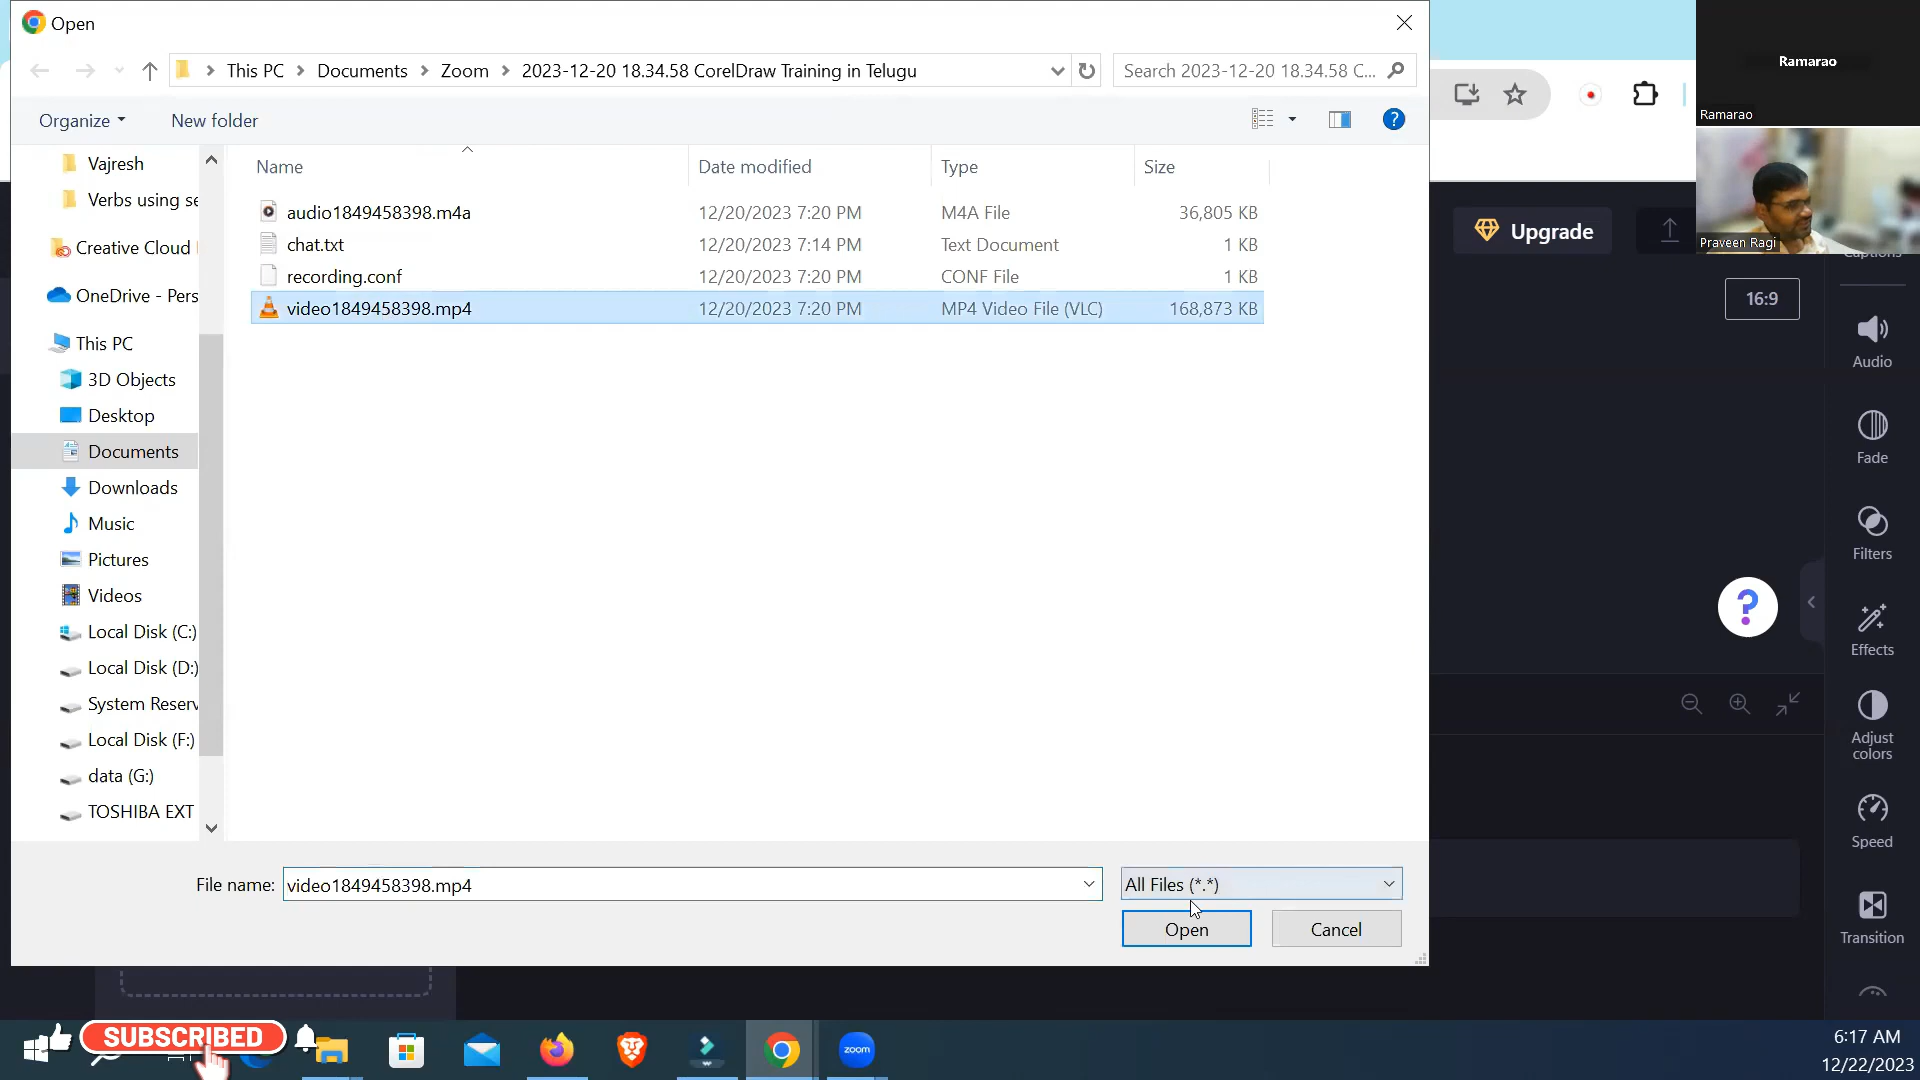 Open
This PC
Documents
Zoom
2023-12-20 18.34.58 CorelDraw Training in Telugu
Search 2023-12-20 18.34.58 C...
Ramarao
Ramarao
Praveen Ragi
Organize
New folder
Name
Date modified
Type
Size
audio1849458398.m4a 12/20/2023 7:20 PM M4A File 36,805 KB
chat.txt 12/20/2023 7:14 PM Text Document 1 KB
recording.conf 12/20/2023 7:20 PM CONF File 1 KB
video1849458398.mp4 12/20/2023 7:20 PM MP4 Video File (VLC) 168,873 KB
Vajresh
Verbs using se
Creative Cloud
OneDrive - Pers
This PC
3D Objects
Desktop
Documents
Downloads
Music
Pictures
Videos
Local Disk (C:)
Local Disk (D:)
System Reserv
Local Disk (F:)
data (G:)
TOSHIBA EXT
File name: video1849458398.mp4
All Files (*.*)
Open
Cancel
Upgrade
16:9
Captions
Audio
Fade
Filters
Effects
Adjust
colors
Speed
Transition
SUBSCRIBED
zoom
6:17 AM
12/22/2023